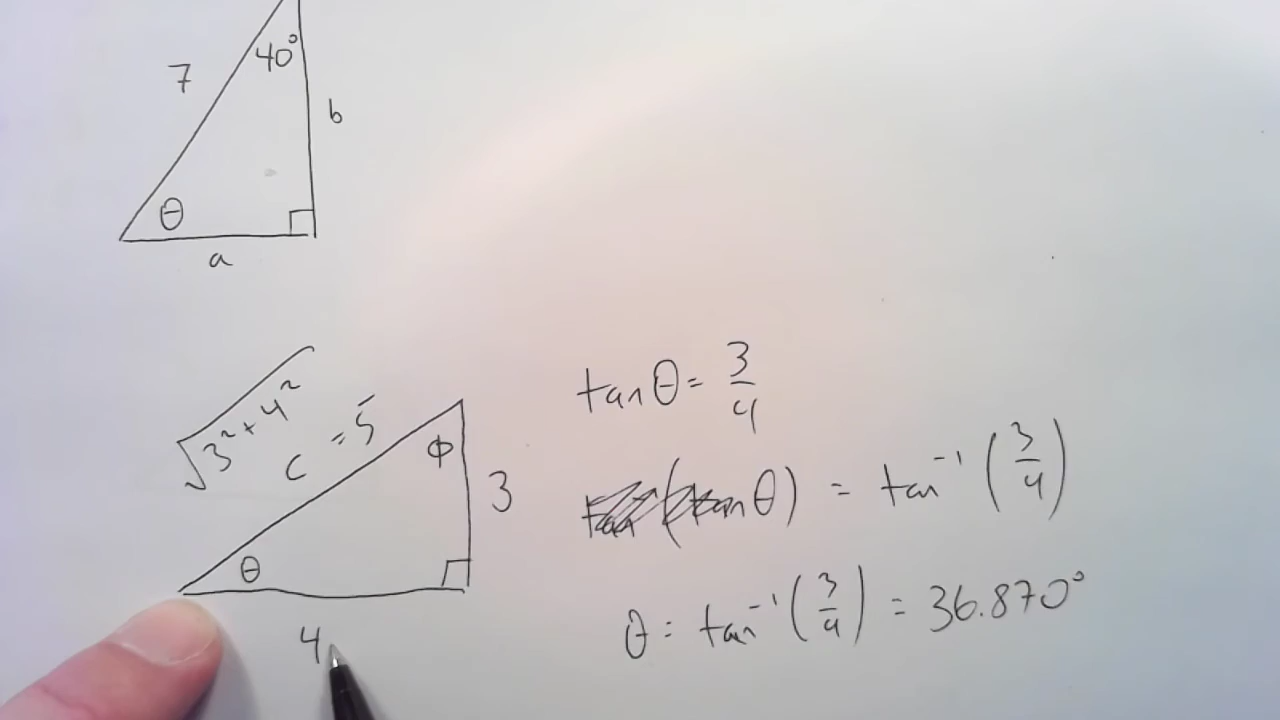 40°
7
b
θ
a
√3²+4²
c = 5
ϕ
3
θ
4
tanθ = 3/4
(tan θ) = tan⁻¹ (3/4)
θ = tan⁻¹ (3/4) = 36.870°